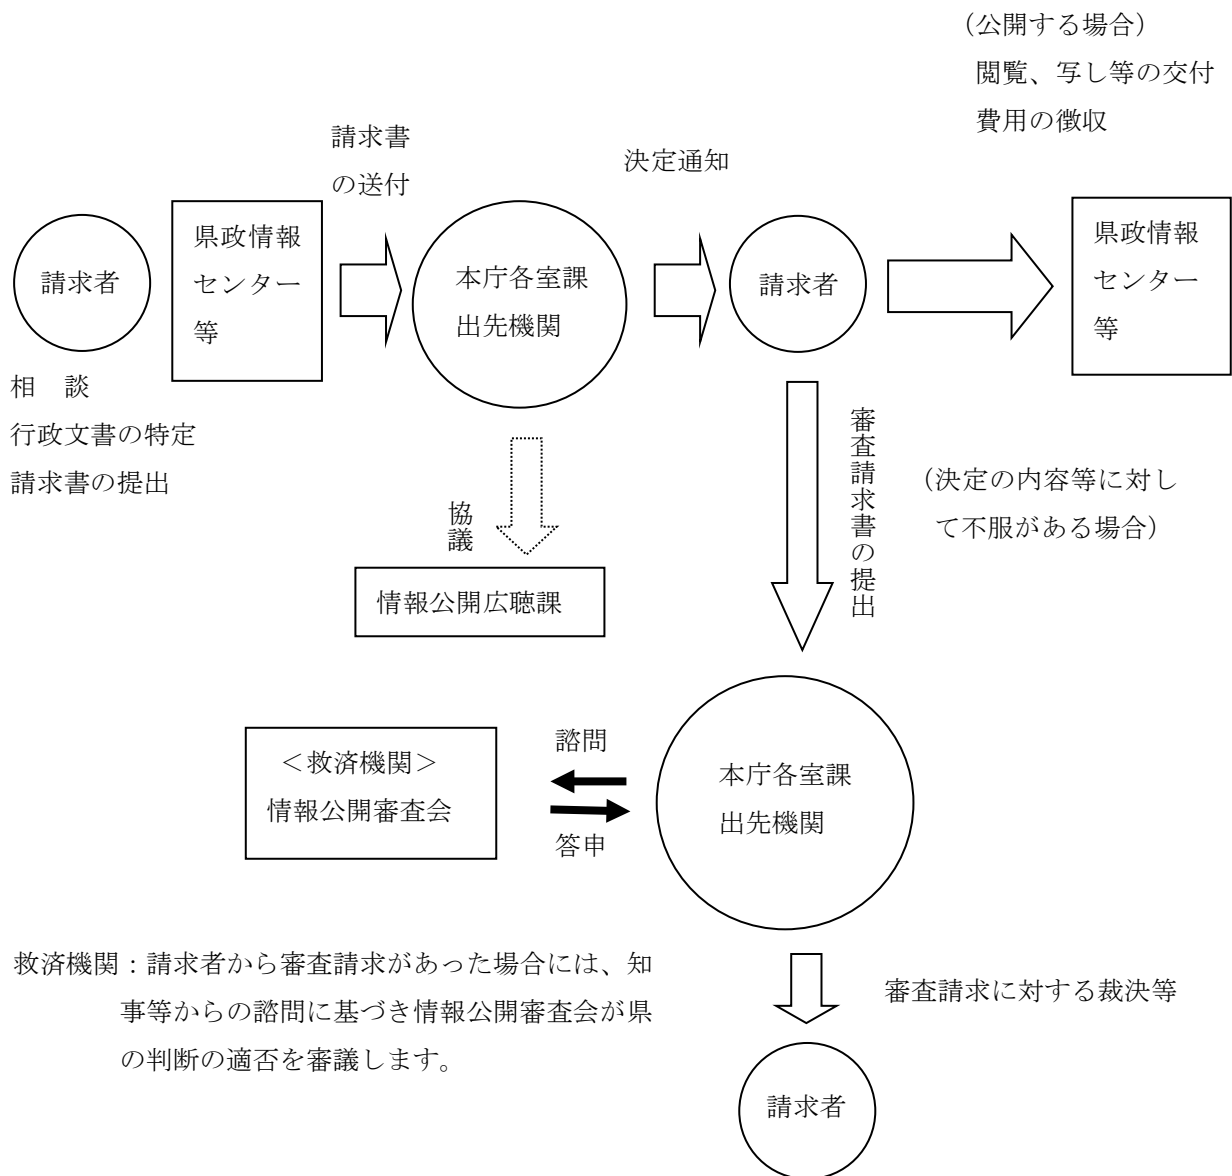 （公開する場合）
閲覧、写し等の交付
費用の徴収
請求書
の送付
決定通知
請求者
県政情報
センター
等
本庁各室課
出先機関
請求者
県政情報
センター
等
相　談
行政文書の特定
請求書の提出
協議
審査請求書の提出
（決定の内容等に対し
て不服がある場合）
情報公開広聴課
＜救済機関＞
情報公開審査会
諮問
答申
本庁各室課
出先機関
救済機関：請求者から審査請求があった場合には、知
事等からの諮問に基づき情報公開審査会が県
の判断の適否を審議します。
審査請求に対する裁決等
請求者